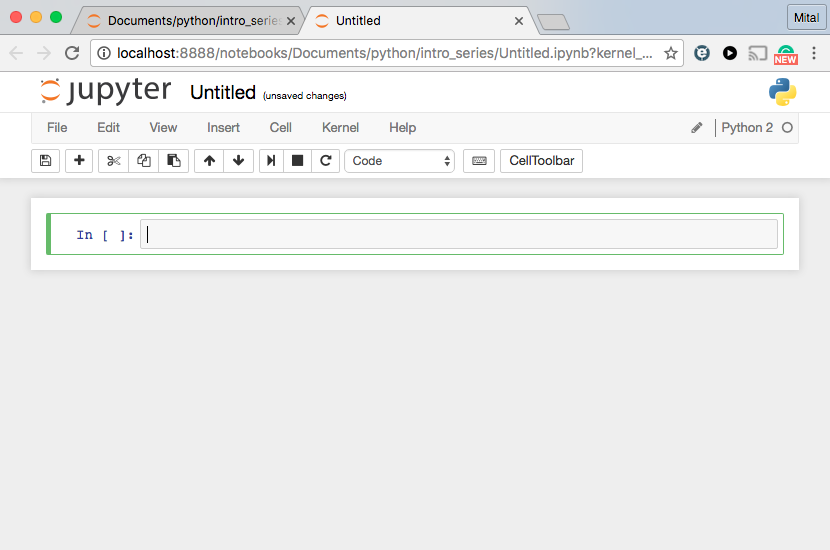 Documents/python/intro_series
Untitled
Mital
localhost:8888/notebooks/Documents/python/intro_series/Untitled.ipynb?kernel_...
NEW
jupyter Untitled (unsaved changes)
File Edit View Insert Cell Kernel Help Python 2
Code CellToolbar
In [ ]: